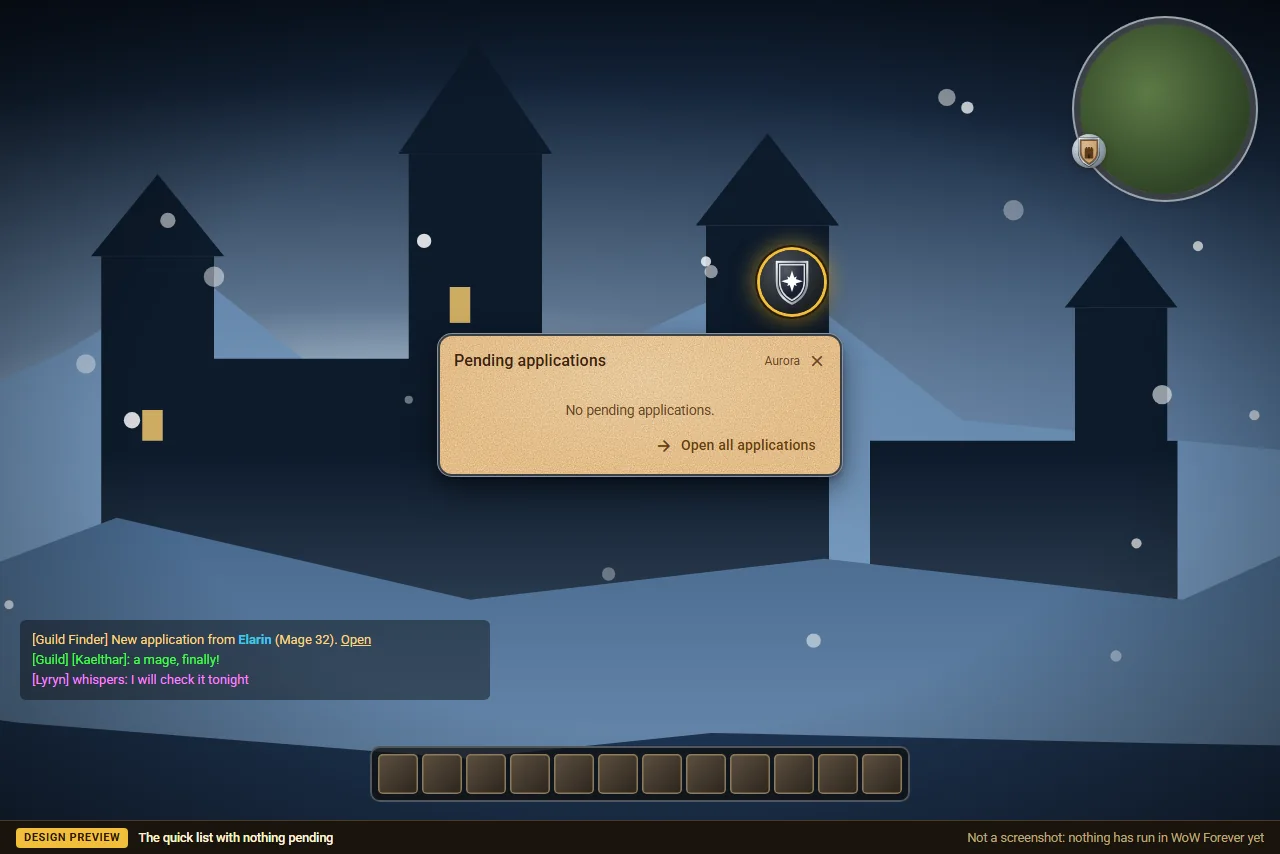 Pending applications
Aurora
No pending applications.
Open all applications
[Guild Finder] New application from Elarin (Mage 32). Open
[Guild] [Kaelthar]: a mage, finally!
[Lyryn] whispers: I will check it tonight
DESIGN PREVIEW The quick list with nothing pending
Not a screenshot: nothing has run in WoW Forever yet